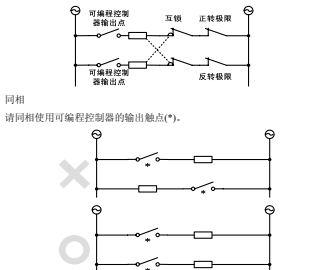 可编程控制
器输出点
互锁
正转极限
可编程控制
器输出点
反转极限
同相
请同相使用可编程控制器的输出触点(*)。
*
*
*
*